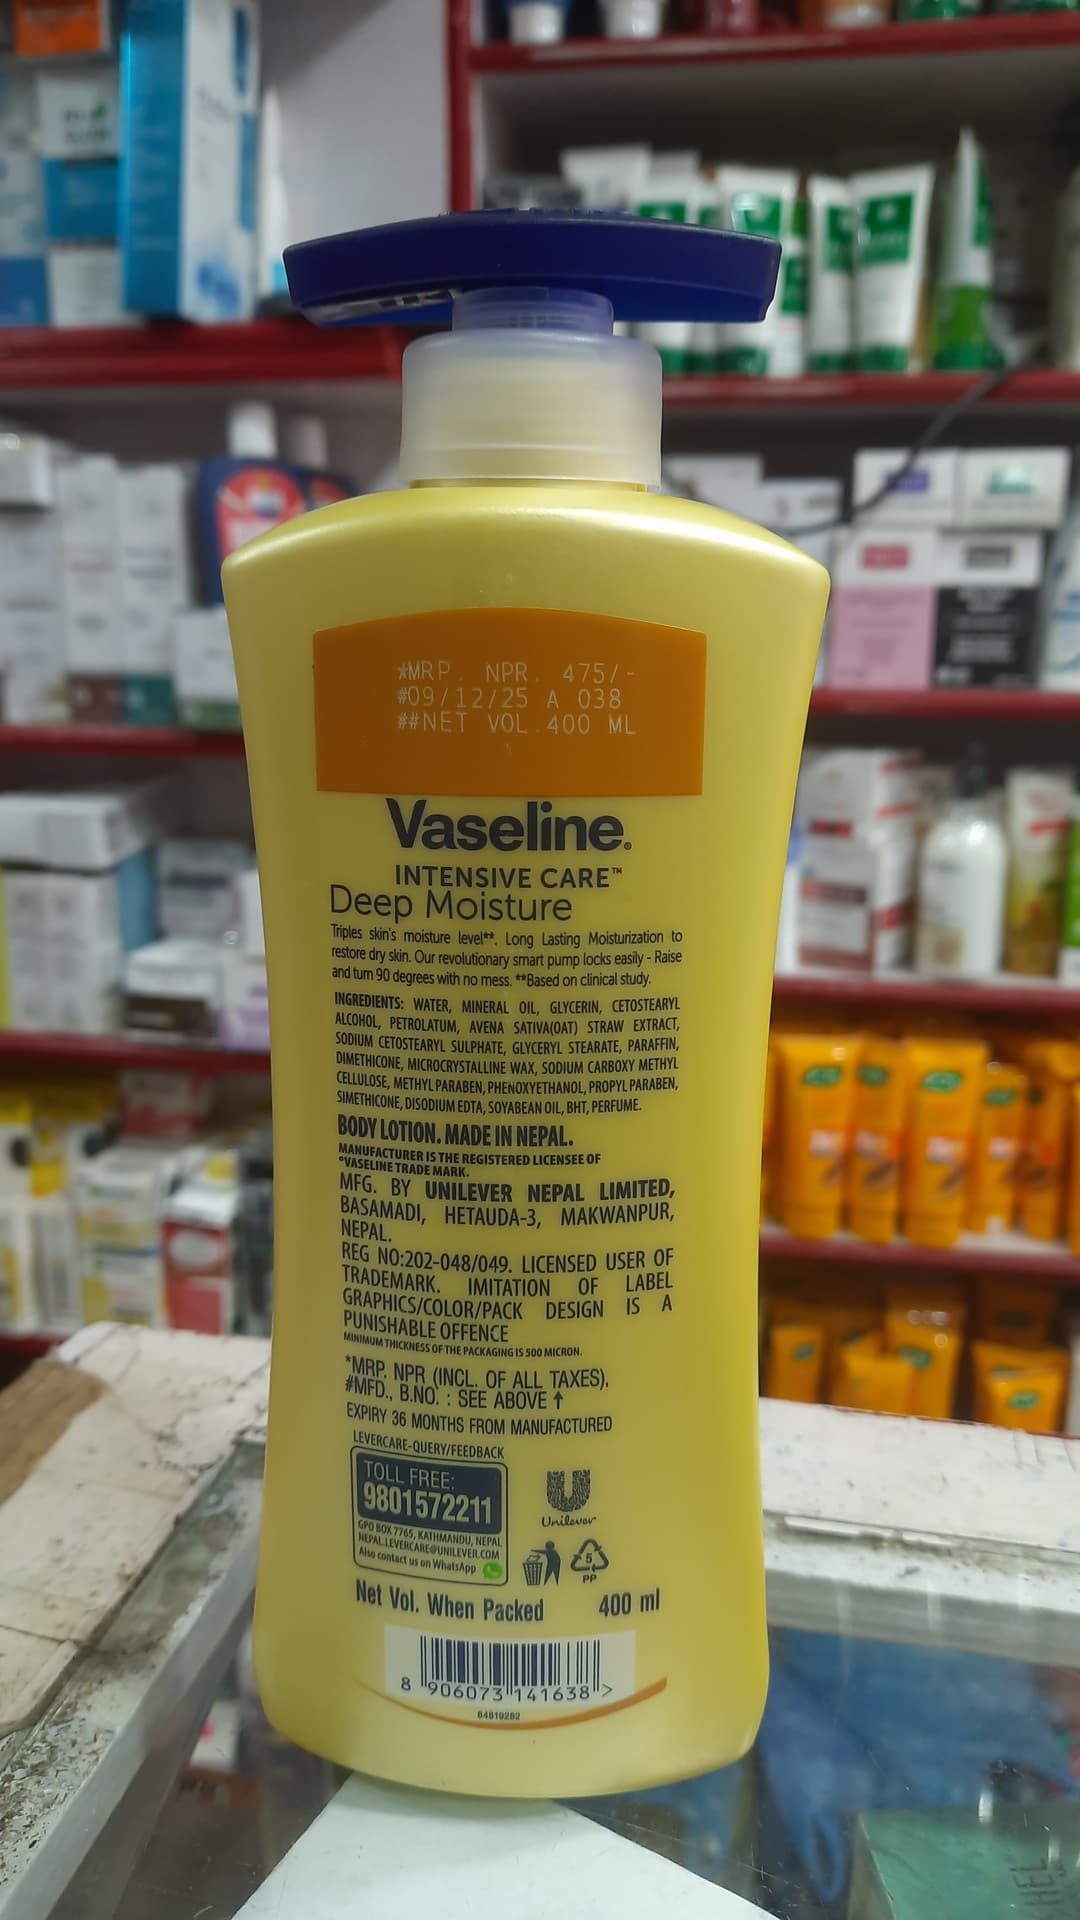 *MRP. NPR. 475/-
#09/12/25 A 038
##NET VOL.400 ML
Vaseline.
INTENSIVE CARE™
Deep Moisture
Triples skin's moisture level**. Long Lasting Moisturization to
restore dry skin. Our revolutionary smart pump locks easily - Raise
and turn 90 degrees with no mess. **Based on clinical study.
INGREDIENTS: WATER, MINERAL OIL, GLYCERIN, CETOSTEARYL
ALCOHOL, PETROLATUM, AVENA SATIVA(OAT) STRAW EXTRACT,
SODIUM CETOSTEARYL SULPHATE, GLYCERYL STEARATE, PARAFFIN,
DIMETHICONE, MICROCRYSTALLINE WAX, SODIUM CARBOXY METHYL
CELLULOSE, METHYL PARABEN, PHENOXYETHANOL, PROPYL PARABEN,
SIMETHICONE, DISODIUM EDTA, SOYABEAN OIL, BHT, PERFUME.
BODY LOTION. MADE IN NEPAL.
MANUFACTURER IS THE REGISTERED LICENSEE OF
"VASELINE TRADE MARK.
MFG. BY UNILEVER NEPAL LIMITED,
BASAMADI, HETAUDA-3, MAKWANPUR,
NEPAL.
REG NO:202-048/049. LICENSED USER OF
TRADEMARK. IMITATION OF LABEL
GRAPHICS/COLOR/PACK DESIGN IS A
PUNISHABLE OFFENCE
MINIMUM THICKNESS OF THE PACKAGING IS 500 MICRON.
*MRP. NPR (INCL. OF ALL TAXES),
#MFD., B.NO. : SEE ABOVE ↑
EXPIRY 36 MONTHS FROM MANUFACTURED
LEVERCARE-QUERY/FEEDBACK
TOLL FREE:
9801572211
GPO BOX 7765, KATHMANDU, NEPAL
NEPAL.LEVERCARE@UNILEVER.COM
Also contact us on WhatsApp
Unilever
5
PP
Net Vol. When Packed 400 ml
8 906073 141638 >
64819282